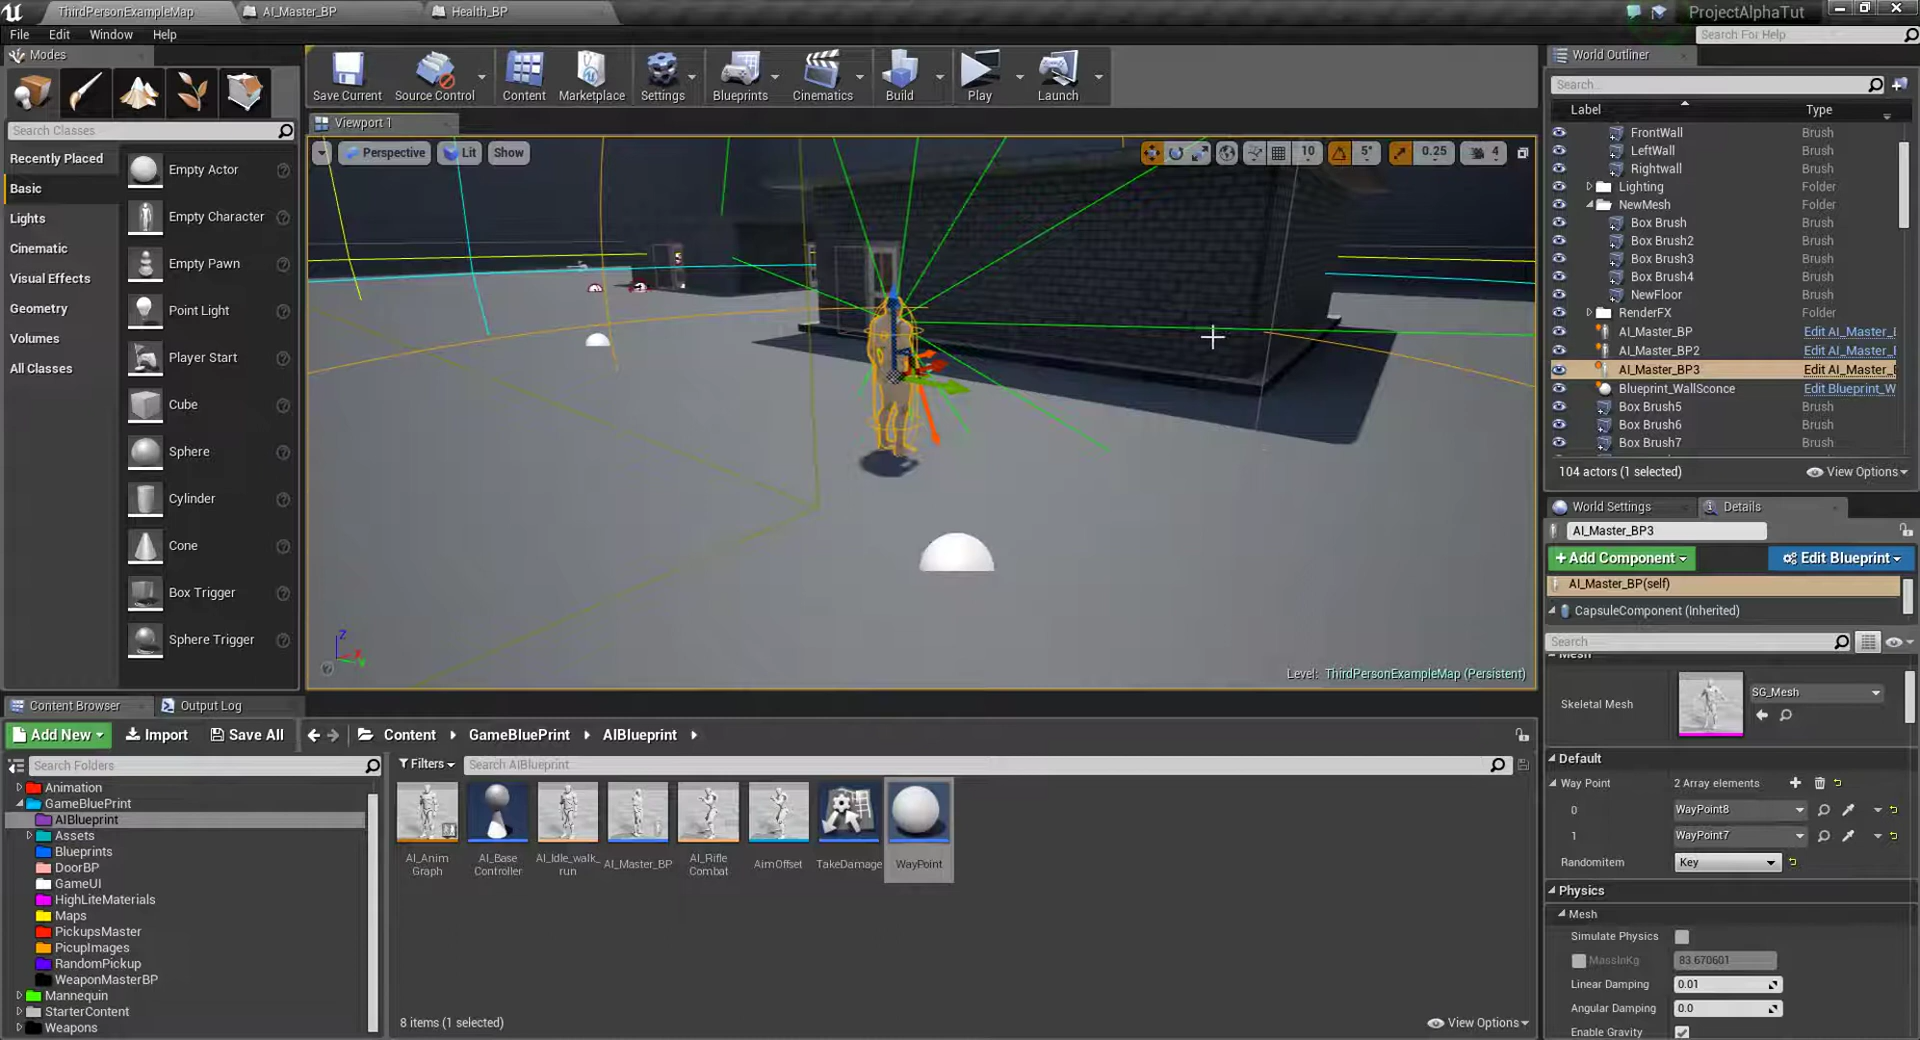 ThirdPersonExampleMap
AI_Master_BP
Health_BP
ProjectAlphaTut
File
Edit
Window
Help
Search For Help
Modes
Save Current
Source Control
Content
Marketplace
Settings
Blueprints
Cinematics
Build
Play
Launch
World Outliner
Search...
Label
Type
Search Classes
Viewport 1
Perspective
Lit
Show
10
5°
0.25
4
Recently Placed
Basic
Lights
Cinematic
Visual Effects
Geometry
Volumes
All Classes
Empty Actor
Empty Character
Empty Pawn
Point Light
Player Start
Cube
Sphere
Cylinder
Cone
Box Trigger
Sphere Trigger
FrontWall Brush
LeftWall Brush
Rightwall Brush
Lighting Folder
NewMesh Folder
Box Brush Brush
Box Brush2 Brush
Box Brush3 Brush
Box Brush4 Brush
NewFloor Brush
RenderFX Folder
AI_Master_BP Edit AI_Master_
AI_Master_BP2 Edit AI_Master_
AI_Master_BP3 Edit AI_Master_
Blueprint_WallSconce Edit Blueprint_W
Box Brush5 Brush
Box Brush6 Brush
Box Brush7 Brush
104 actors (1 selected)
View Options
Z
Level: ThirdPersonExampleMap (Persistent)
World Settings
Details
AI_Master_BP3
+Add Component
Edit Blueprint
AI_Master_BP(self)
CapsuleComponent (Inherited)
Search
Mesh
Skeletal Mesh
SG_Mesh
Default
Way Point
2 Array elements
0
WayPoint8
1
WayPoint7
RandomItem
Key
Physics
Mesh
Simulate Physics
MassInKg
83.670601
Linear Damping
0.01
Angular Damping
0.0
Enable Gravity
Content Browser
Output Log
Add New
Import
Save All
Content
GameBluePrint
AIBlueprint
Search Folders
Filters
Search AIBlueprint
Animation
GameBluePrint
AIBlueprint
Assets
Blueprints
DoorBP
GameUI
HighLiteMaterials
Maps
PickupsMaster
PicupImages
RandomPickup
WeaponMasterBP
Mannequin
StarterContent
Weapons
AI_Anim
Graph
AI_Base
Controller
AI_Idle_walk_
run
AI_Master_BP
AI_Rifle
Combat
AimOffset
TakeDamage
WayPoint
8 items (1 selected)
View Options